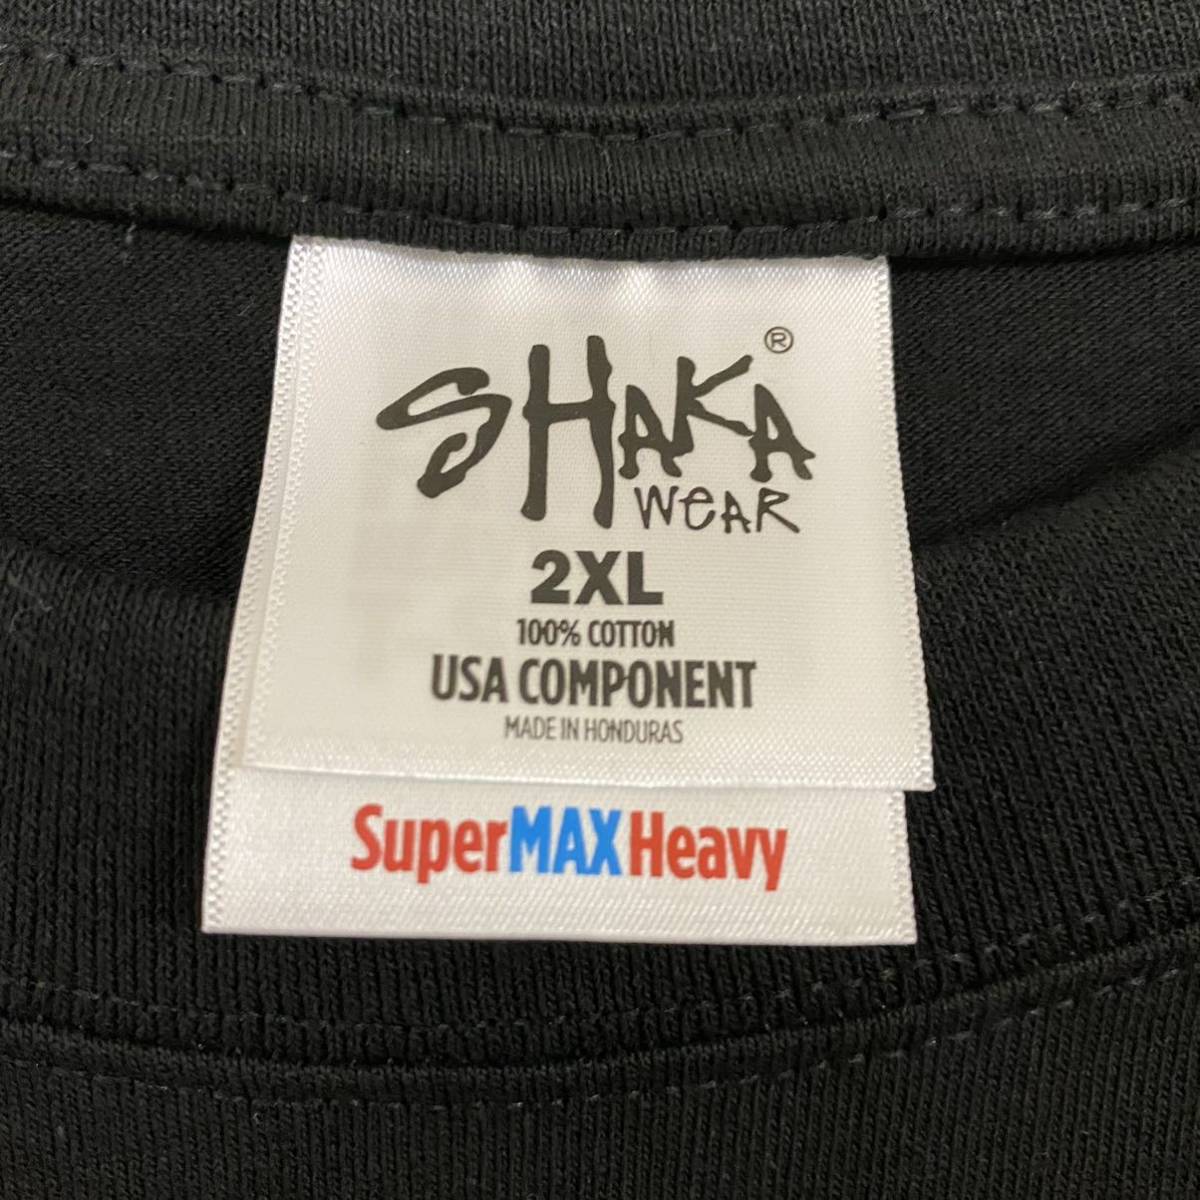 SHAKA ®
WEAR
2XL
100% COTTON
USA COMPONENT
MADE IN HONDURAS
SuperMAXHeavy